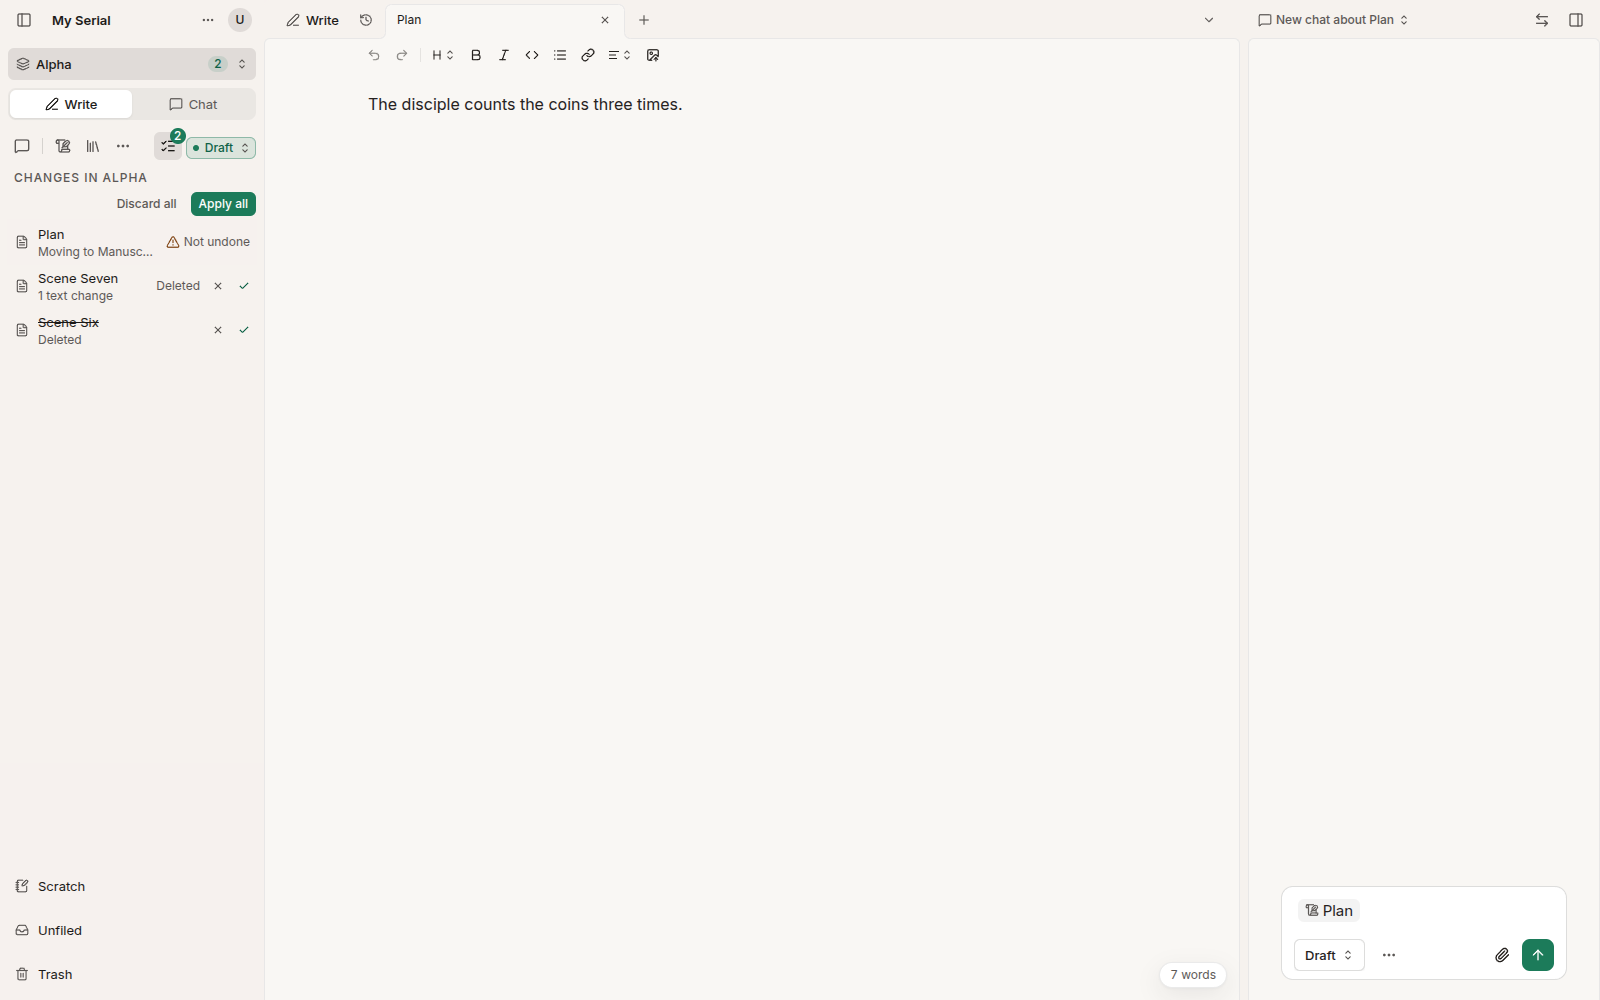 My Serial
U
Write
Plan
New chat about Plan
Alpha
2
Write
Chat
2
Draft
CHANGES IN ALPHA
Discard all
Apply all
Plan
Moving to Manusc...
Not undone
Scene Seven
1 text change
Deleted
Scene Six
Deleted
Scratch
Unfiled
Trash
H
B
I
The disciple counts the coins three times.
7 words
Plan
Draft